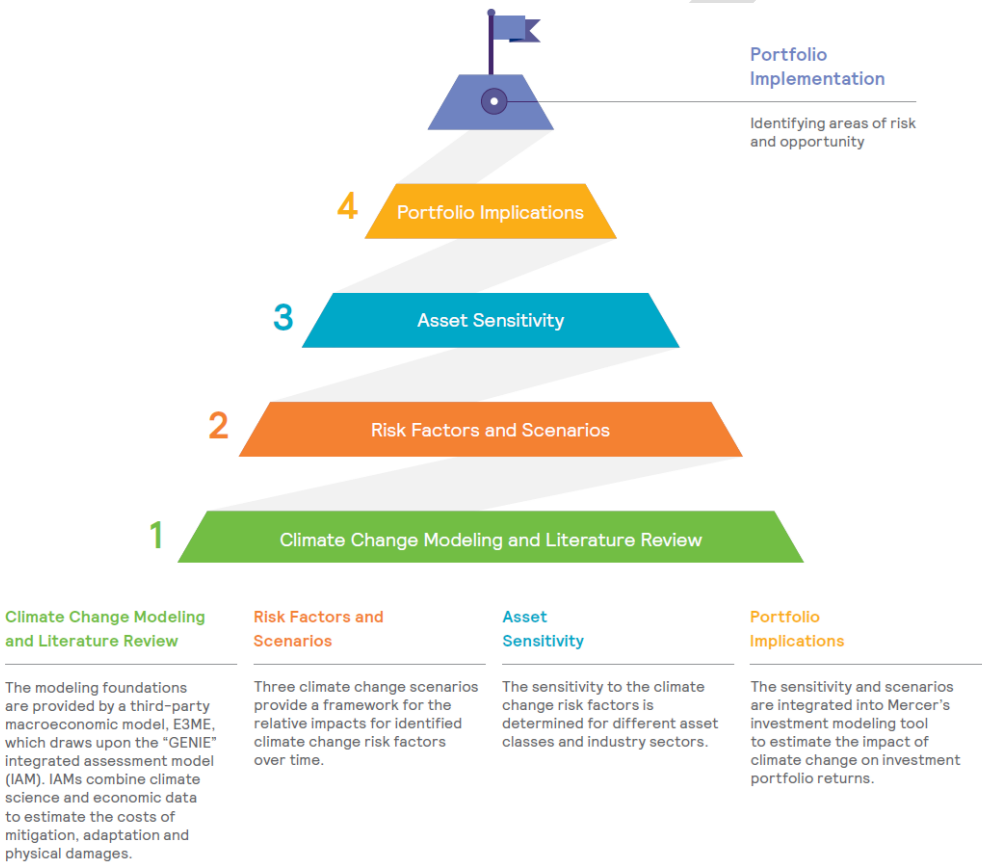 Portfolio
Implementation
Identifying areas of risk
and opportunity
4
Portfolio Implications
3
Asset Sensitivity
2
Risk Factors and Scenarios
1
Climate Change Modeling and Literature Review
Climate Change Modeling
and Literature Review
The modeling foundations
are provided by a third-party
macroeconomic model, E3ME,
which draws upon the “GENIE”
integrated assessment model
(IAM). IAMs combine climate
science and economic data
to estimate the costs of
mitigation, adaptation and
physical damages.
Risk Factors and
Scenarios
Three climate change scenarios
provide a framework for the
relative impacts for identified
climate change risk factors
over time.
Asset
Sensitivity
The sensitivity to the climate
change risk factors is
determined for different asset
classes and industry sectors.
Portfolio
Implications
The sensitivity and scenarios
are integrated into Mercer’s
investment modeling tool
to estimate the impact of
climate change on investment
portfolio returns.